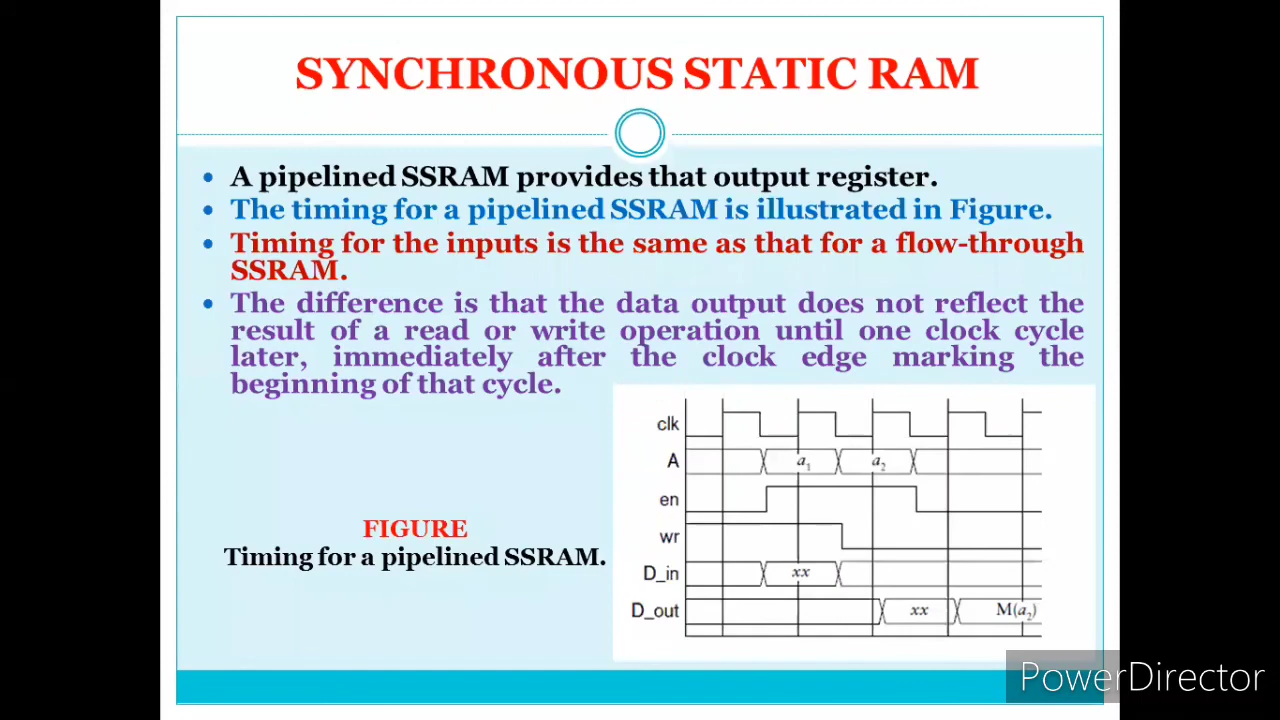 SYNCHRONOUS STATIC RAM
• A pipelined SSRAM provides that output register.
• The timing for a pipelined SSRAM is illustrated in Figure.
• Timing for the inputs is the same as that for a flow-through
SSRAM.
• The difference is that the data output does not reflect the
result of a read or write operation until one clock cycle
later, immediately after the clock edge marking the
beginning of that cycle.
FIGURE
Timing for a pipelined SSRAM.
clk
A a₁ a₂
en
wr
D_in xx
D_out xx M(a₂)
PowerDirector